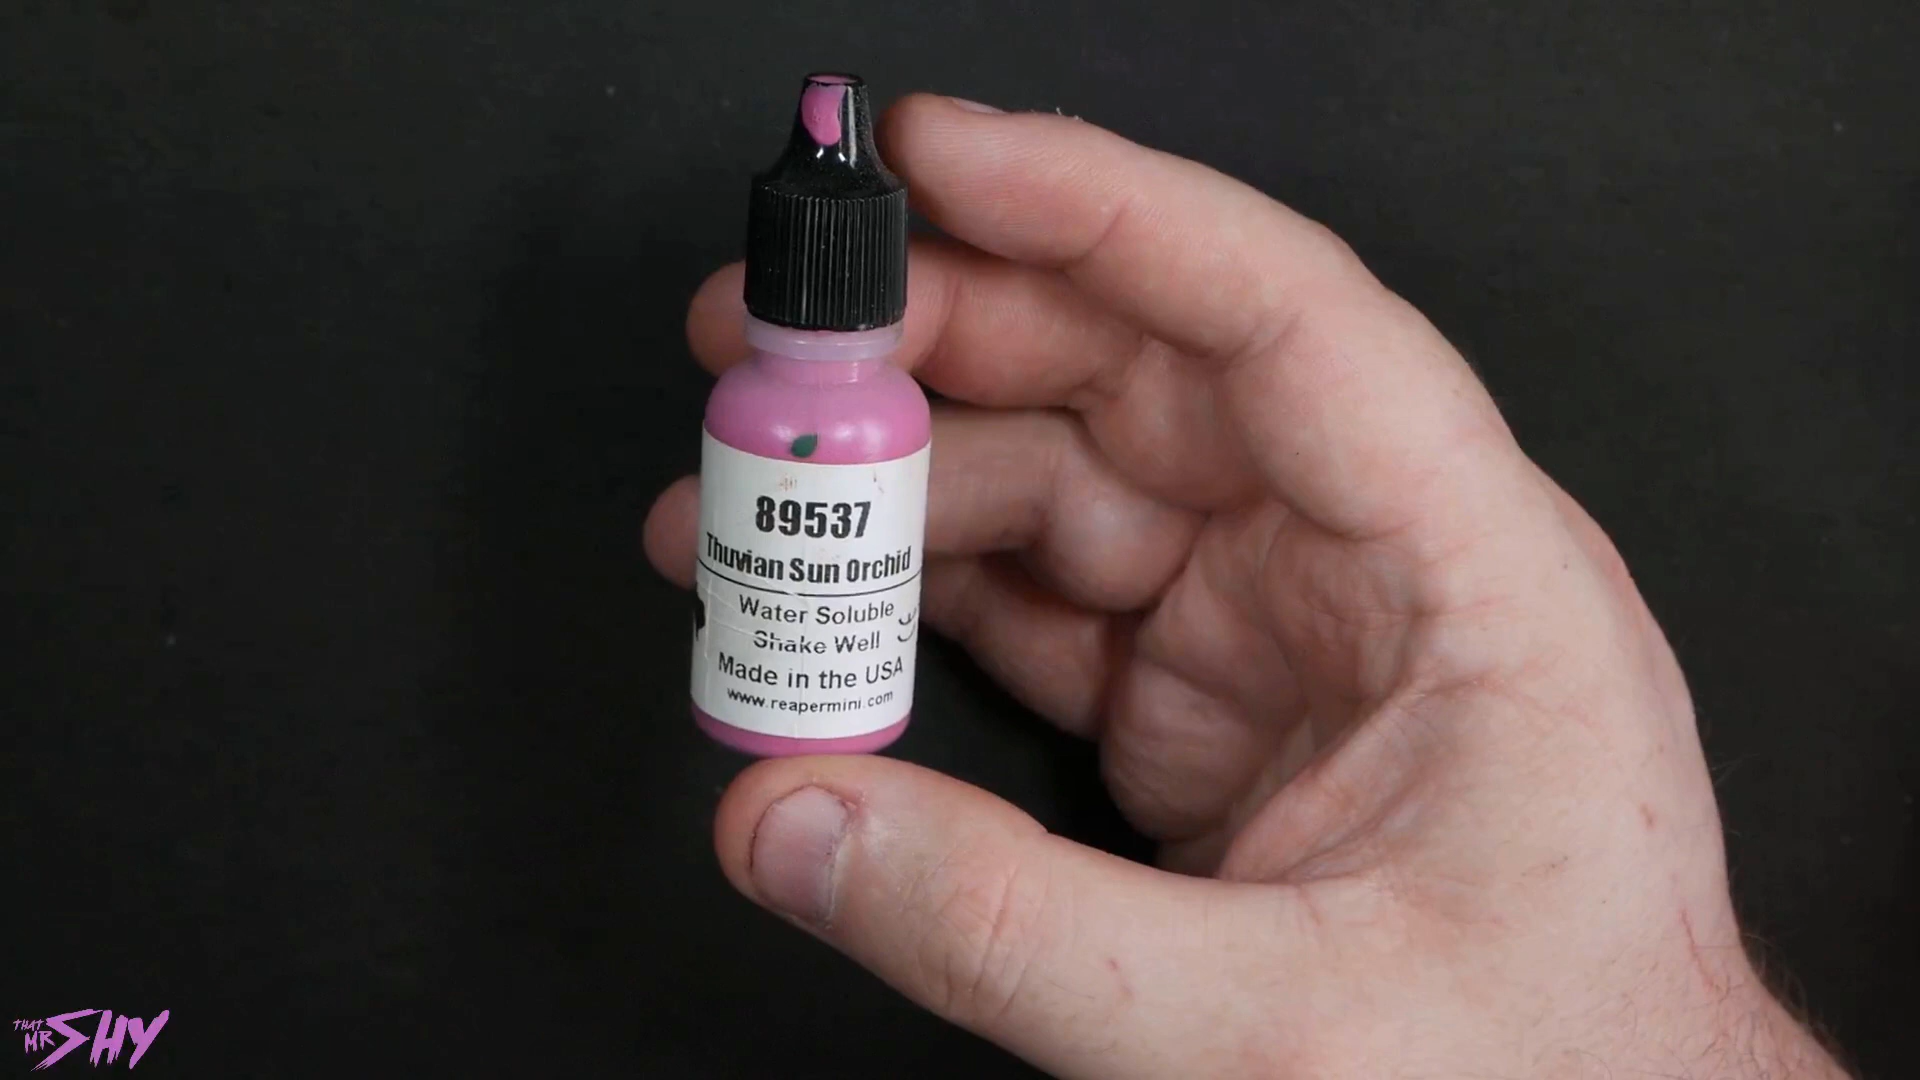 89537
Thuvian Sun Orchid
Water Soluble
Shake Well
Made in the USA
www.reapermini.com
THAT
MR SHY